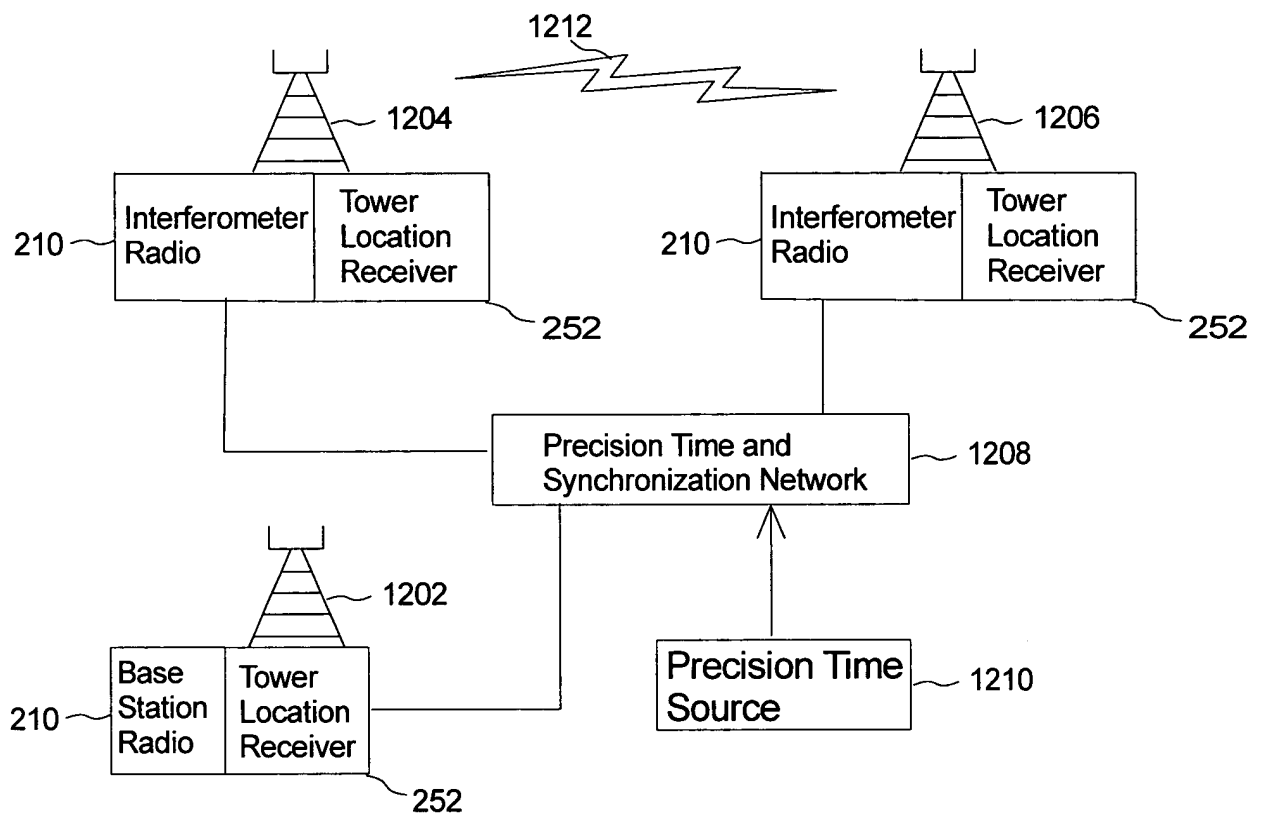 1212
1204
1206
Interferometer
Radio
Tower
Location
Receiver
210
252
Interferometer
Radio
Tower
Location
Receiver
210
252
Precision Time and
Synchronization Network
1208
1202
Base
Station
Radio
Tower
Location
Receiver
210
252
Precision Time
Source
1210